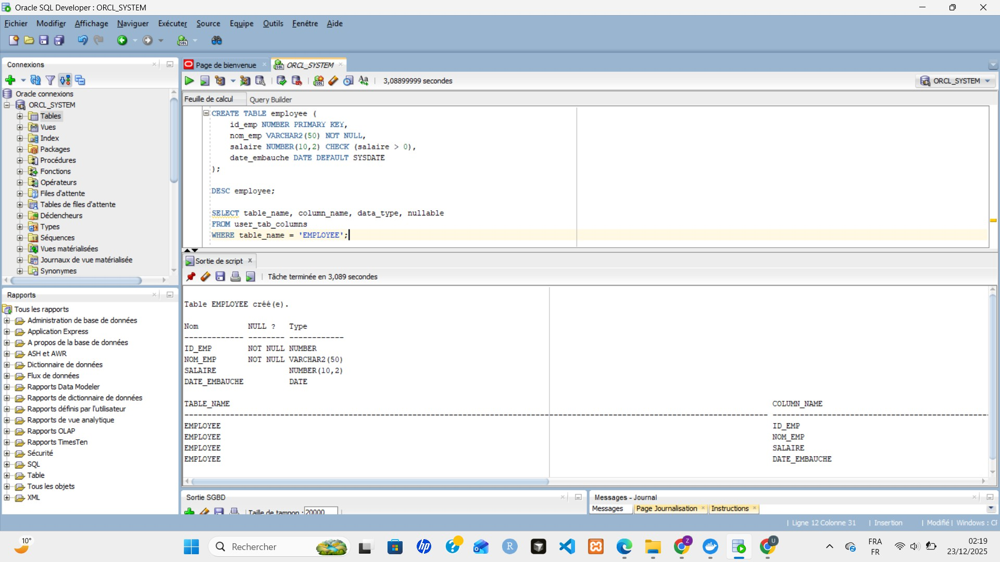 Oracle SQL Developer : ORCL_SYSTEM
Fichier Modifier Affichage Naviguer Exécuter Source Equipe Outils Fenêtre Aide
Connexions
Oracle connexions
ORCL_SYSTEM
Tables
Vues
Index
Packages
Procédures
Fonctions
Opérateurs
Files d'attente
Tables de files d'attente
Déclencheurs
Types
Séquences
Vues matérialisées
Journaux de vue matérialisée
Synonymes
Rapports
Tous les rapports
Administration de base de données
Application Express
A propos de la base de données
ASH et AWR
Dictionnaire de données
Flux de données
Rapports Data Modeler
Rapports de dictionnaire de données
Rapports définis par l'utilisateur
Rapports de vue analytique
Rapports OLAP
Rapports TimesTen
Sécurité
SQL
Table
Tous les objets
XML
Page de bienvenue ORCL_SYSTEM
3,08899999 secondes ORCL_SYSTEM
Feuille de calcul Query Builder
CREATE TABLE employee (
id_emp NUMBER PRIMARY KEY,
nom_emp VARCHAR2(50) NOT NULL,
salaire NUMBER(10,2) CHECK (salaire > 0),
date_embauche DATE DEFAULT SYSDATE
);
DESC employee;
SELECT table_name, column_name, data_type, nullable
FROM user_tab_columns
WHERE table_name = 'EMPLOYEE';
Sortie de script
Tâche terminée en 3,089 secondes
Table EMPLOYEE créé(e).
Nom NULL ? Type
------------- -------- ------------
ID_EMP NOT NULL NUMBER
NOM_EMP NOT NULL VARCHAR2(50)
SALAIRE NUMBER(10,2)
DATE_EMBAUCHE DATE
TABLE_NAME COLUMN_NAME
EMPLOYEE ID_EMP
EMPLOYEE NOM_EMP
EMPLOYEE SALAIRE
EMPLOYEE DATE_EMBAUCHE
Sortie SGBD
Taille de tampon : 20000
Messages - Journal
Messages Page Journalisation Instructions
Ligne 12 Colonne 31 | Insertion | Modifié | Windows :
10° Rechercher FRA 02:19
FR 23/12/2025